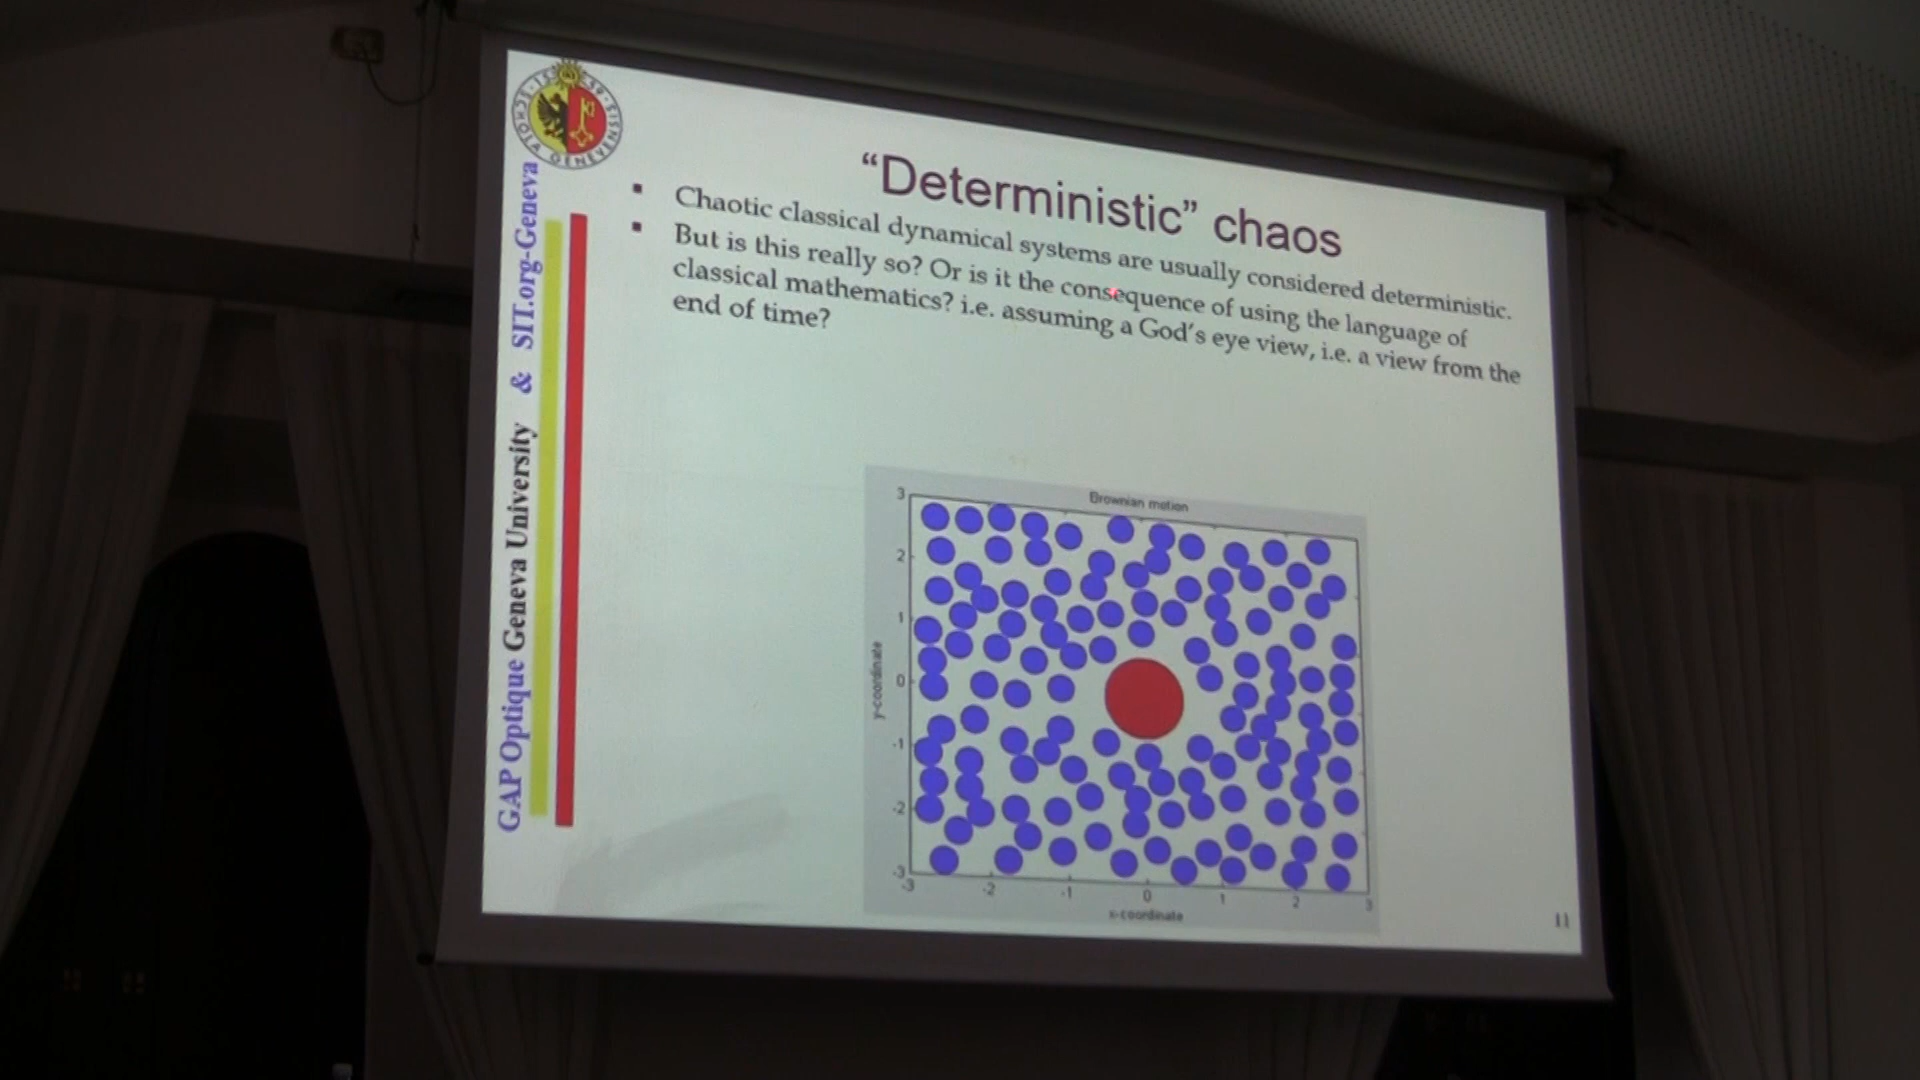 SCHOLA GENEVENSIS · 1559
"Deterministic" chaos
▪ Chaotic classical dynamical systems are usually considered deterministic.
▪ But is this really so? Or is it the consequence of using the language of
classical mathematics? i.e. assuming a God's eye view, i.e. a view from the
end of time?
GAP Optique Geneva University & SIT.org-Geneva
Brownian motion
3
2
1
0
-1
-2
-3
y-coordinate
-3 -2 -1 0 1 2 3
x-coordinate
11